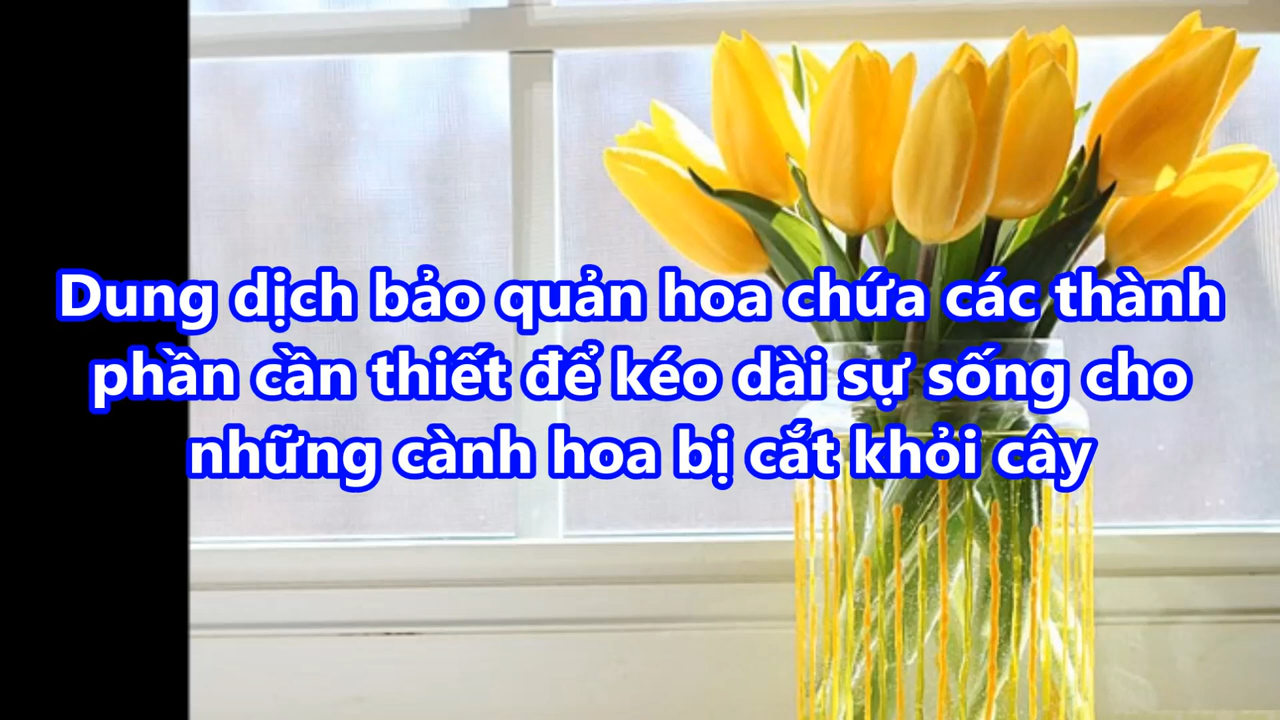 Dung dịch bảo quản hoa chứa các thành
phần cần thiết để kéo dài sự sống cho
những cành hoa bị cắt khỏi cây